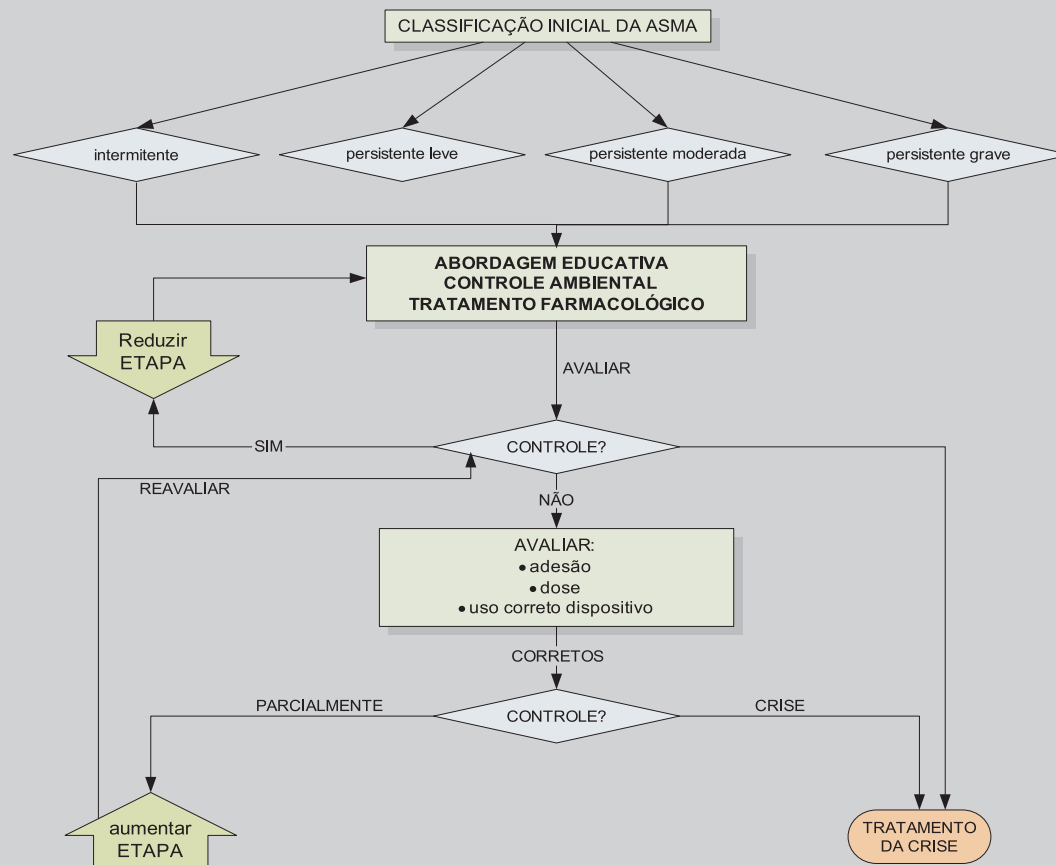 CLASSIFICAÇÃO INICIAL DA ASMA
intermitente
persistente leve
persistente moderada
persistente grave
ABORDAGEM EDUCATIVA
CONTROLE AMBIENTAL
TRATAMENTO FARMACOLÓGICO
Reduzir
ETAPA
AVALIAR
SIM
CONTROLE?
REAVALIAR
NÃO
AVALIAR:
• adesão
• dose
• uso correto dispositivo
CORRETOS
PARCIALMENTE
CONTROLE?
CRISE
aumentar
ETAPA
TRATAMENTO
DA CRISE